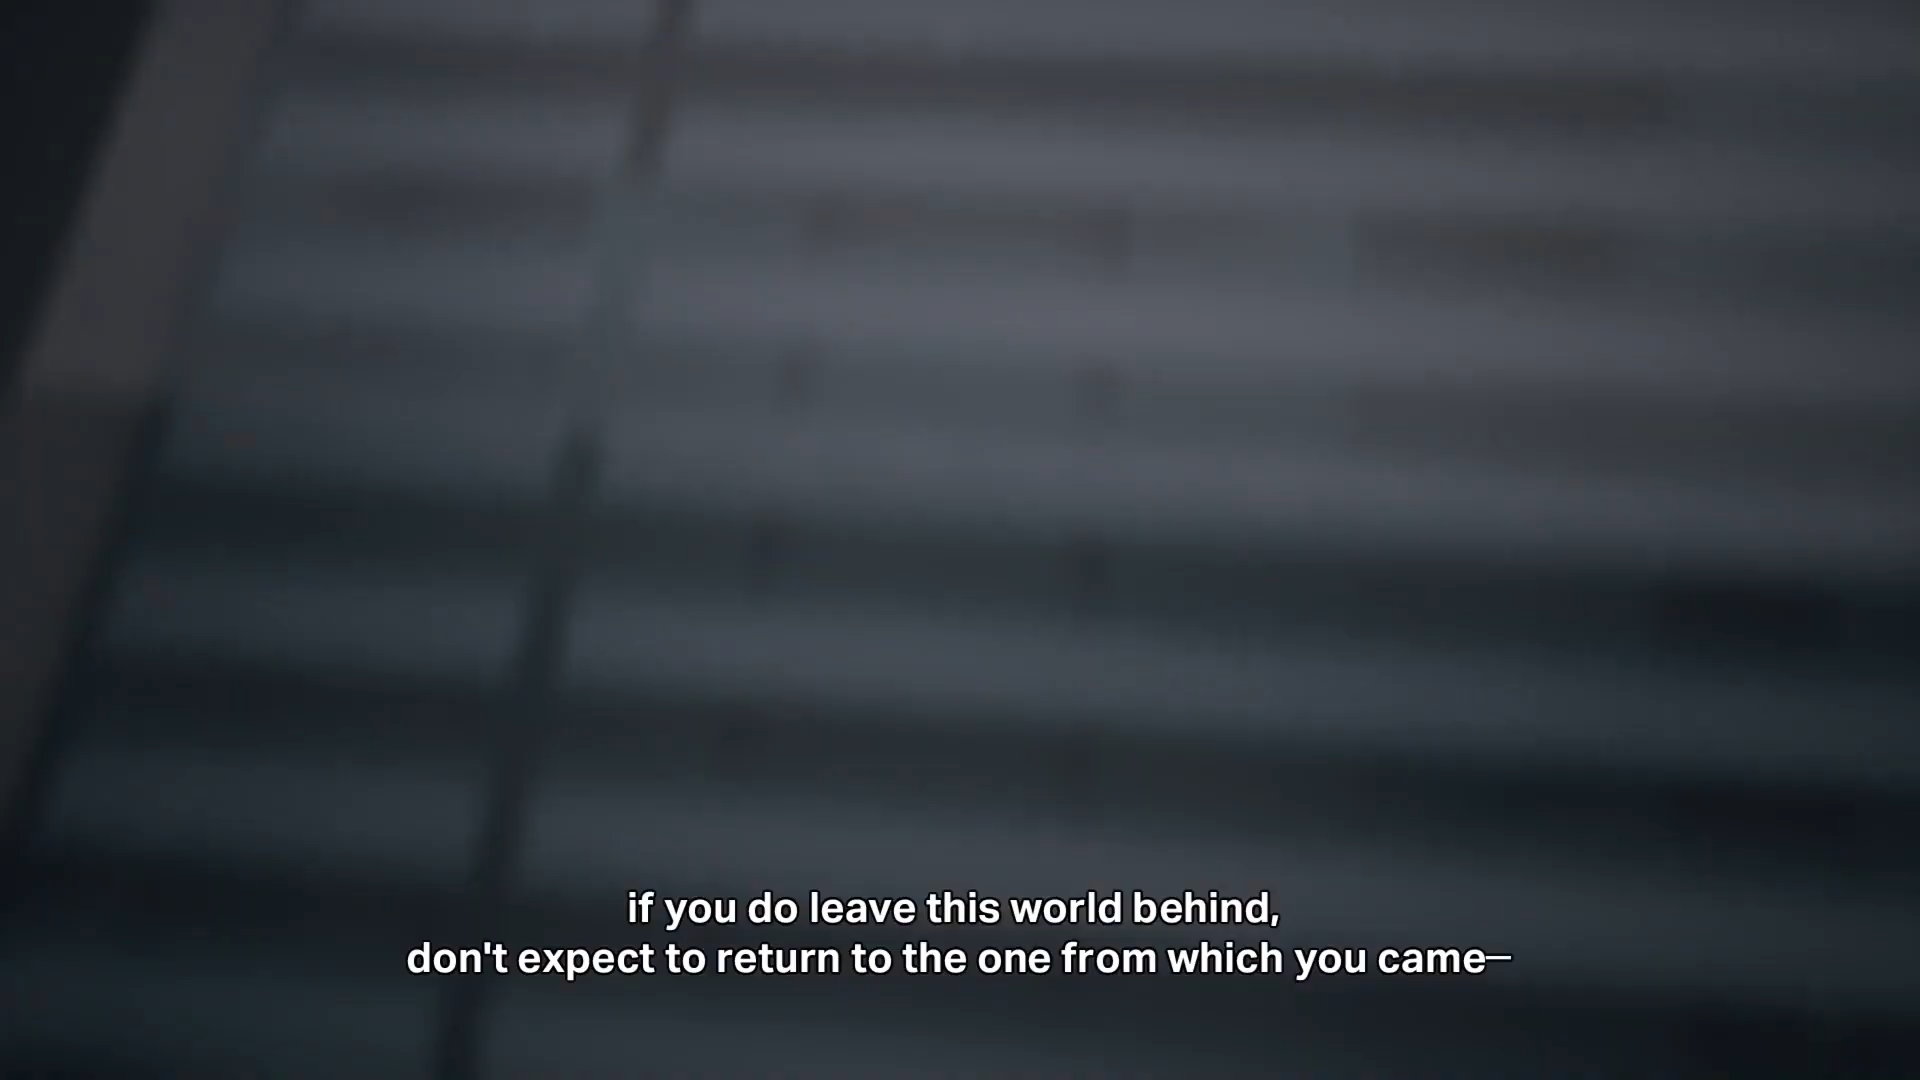 if you do leave this world behind,
don't expect to return to the one from which you came—